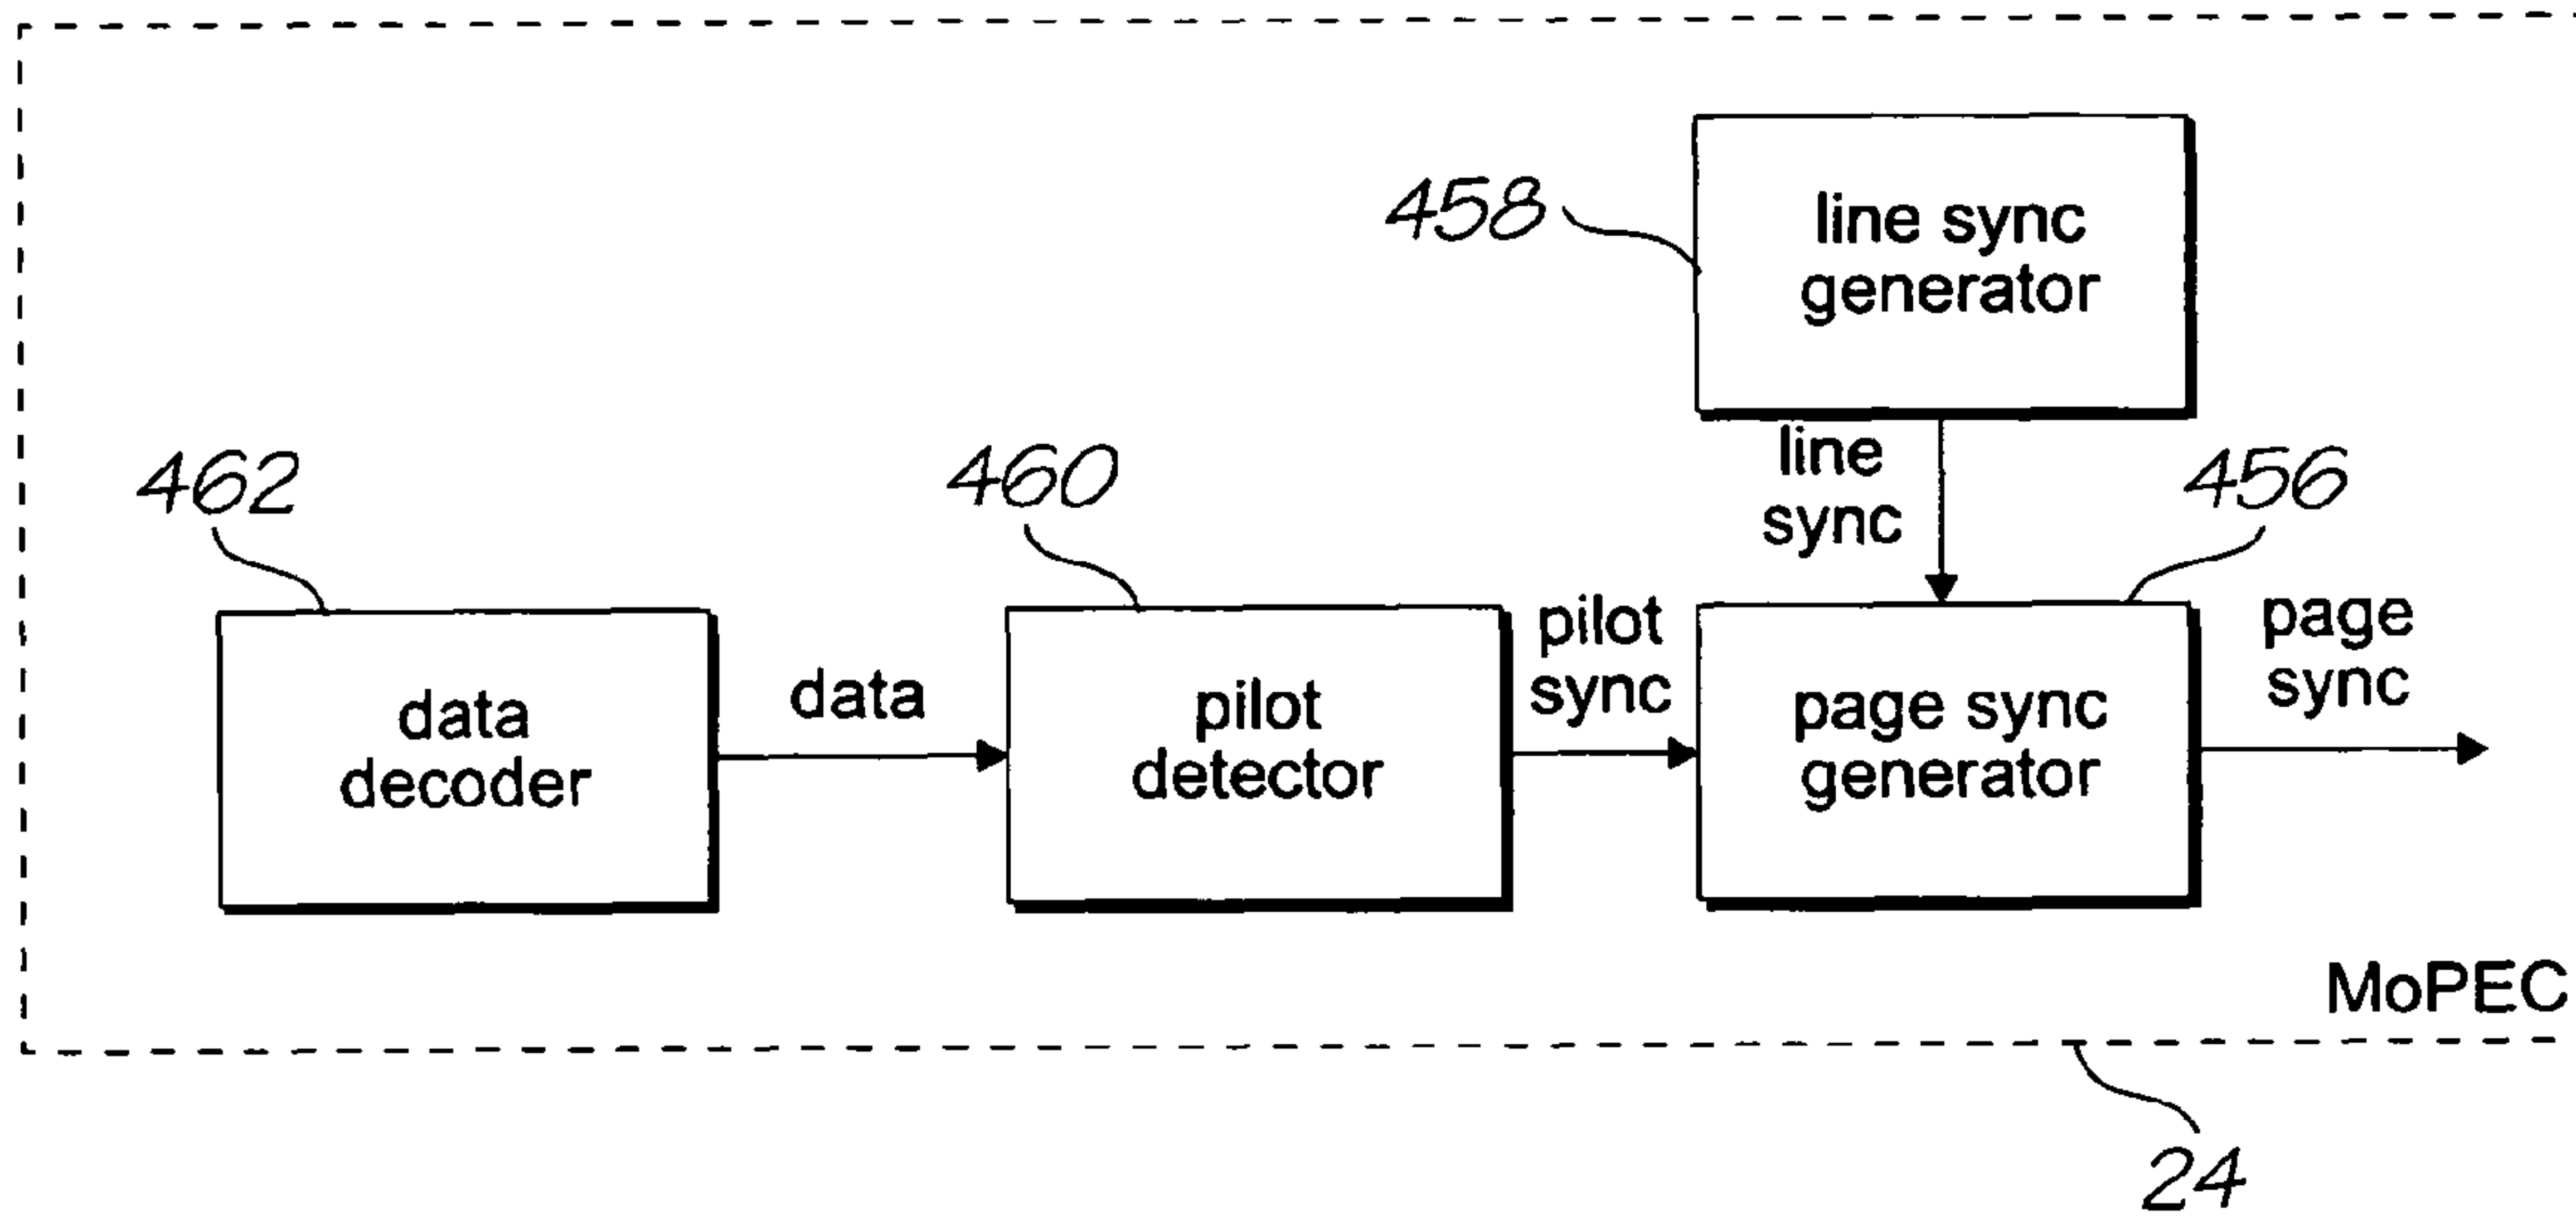 458
line sync
generator
line
sync
462
460
456
data
decoder
data
pilot
detector
pilot
sync
page sync
generator
page
sync
MoPEC
24